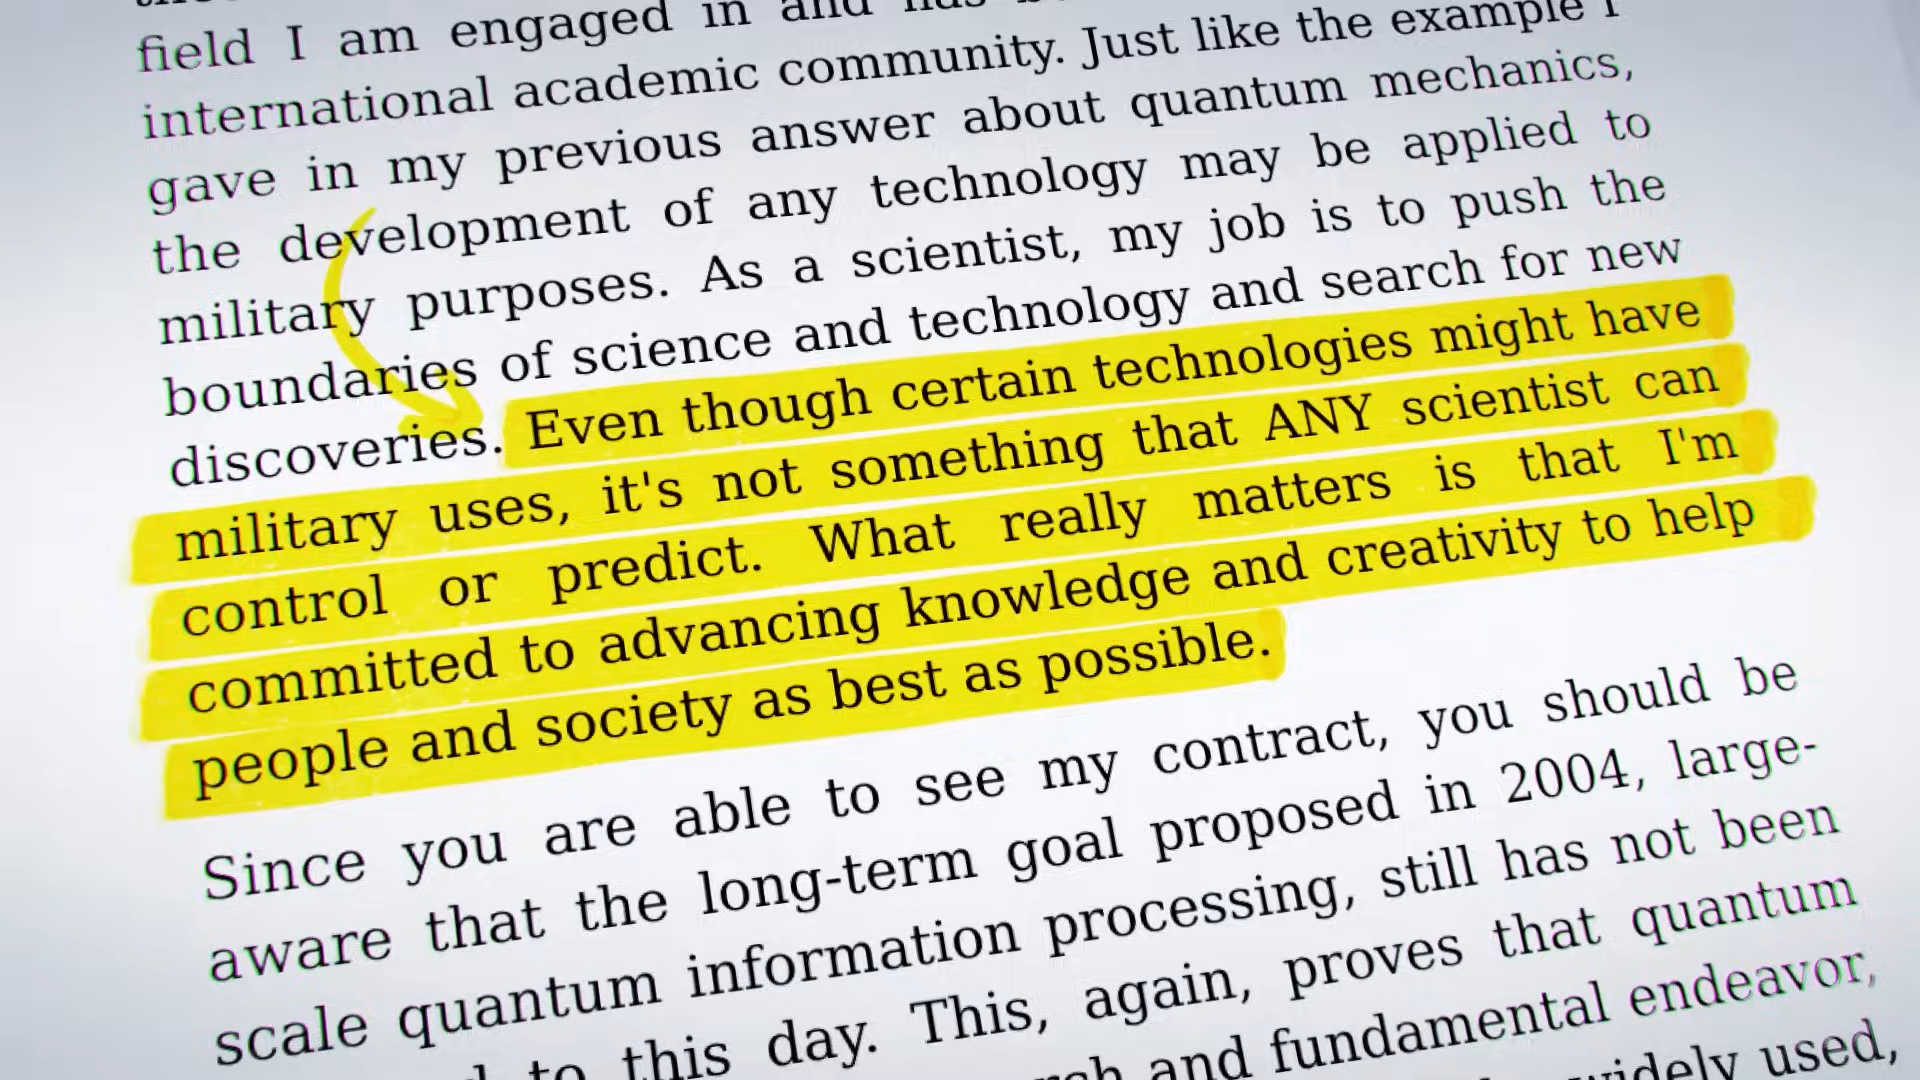 field I am engaged in and has
international academic community. Just like the example I
gave in my previous answer about quantum mechanics,
the development of any technology may be applied to
military purposes. As a scientist, my job is to push the
boundaries of science and technology and search for new
discoveries. Even though certain technologies might have
military uses, it's not something that ANY scientist can
control or predict. What really matters is that I'm
committed to advancing knowledge and creativity to help
people and society as best as possible.
Since you are able to see my contract, you should be
aware that the long-term goal proposed in 2004, large-
scale quantum information processing, still has not been
to this day. This, again, proves that quantum
and fundamental endeavor,
widely used,